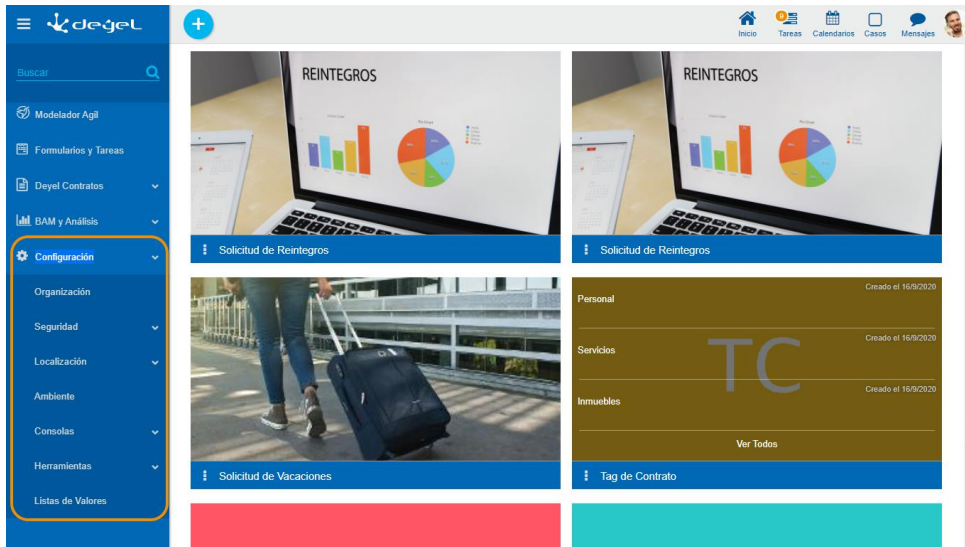 deyel
Buscar
Modelador Agíl
Formularios y Tareas
Deyel Contratos
BAM y Análisis
Configuración
Organización
Seguridad
Localización
Ambiente
Consolas
Herramientas
Listas de Valores
9
Inicio
Tareas
Calendarios
Casos
Mensajes
REINTEGROS
Solicitud de Reintegros
REINTEGROS
Solicitud de Reintegros
Solicitud de Vacaciones
TC
Creado el 16/9/2020
Personal
Creado el 16/9/2020
Servicios
Creado el 16/9/2020
Inmuebles
Ver Todos
Tag de Contrato